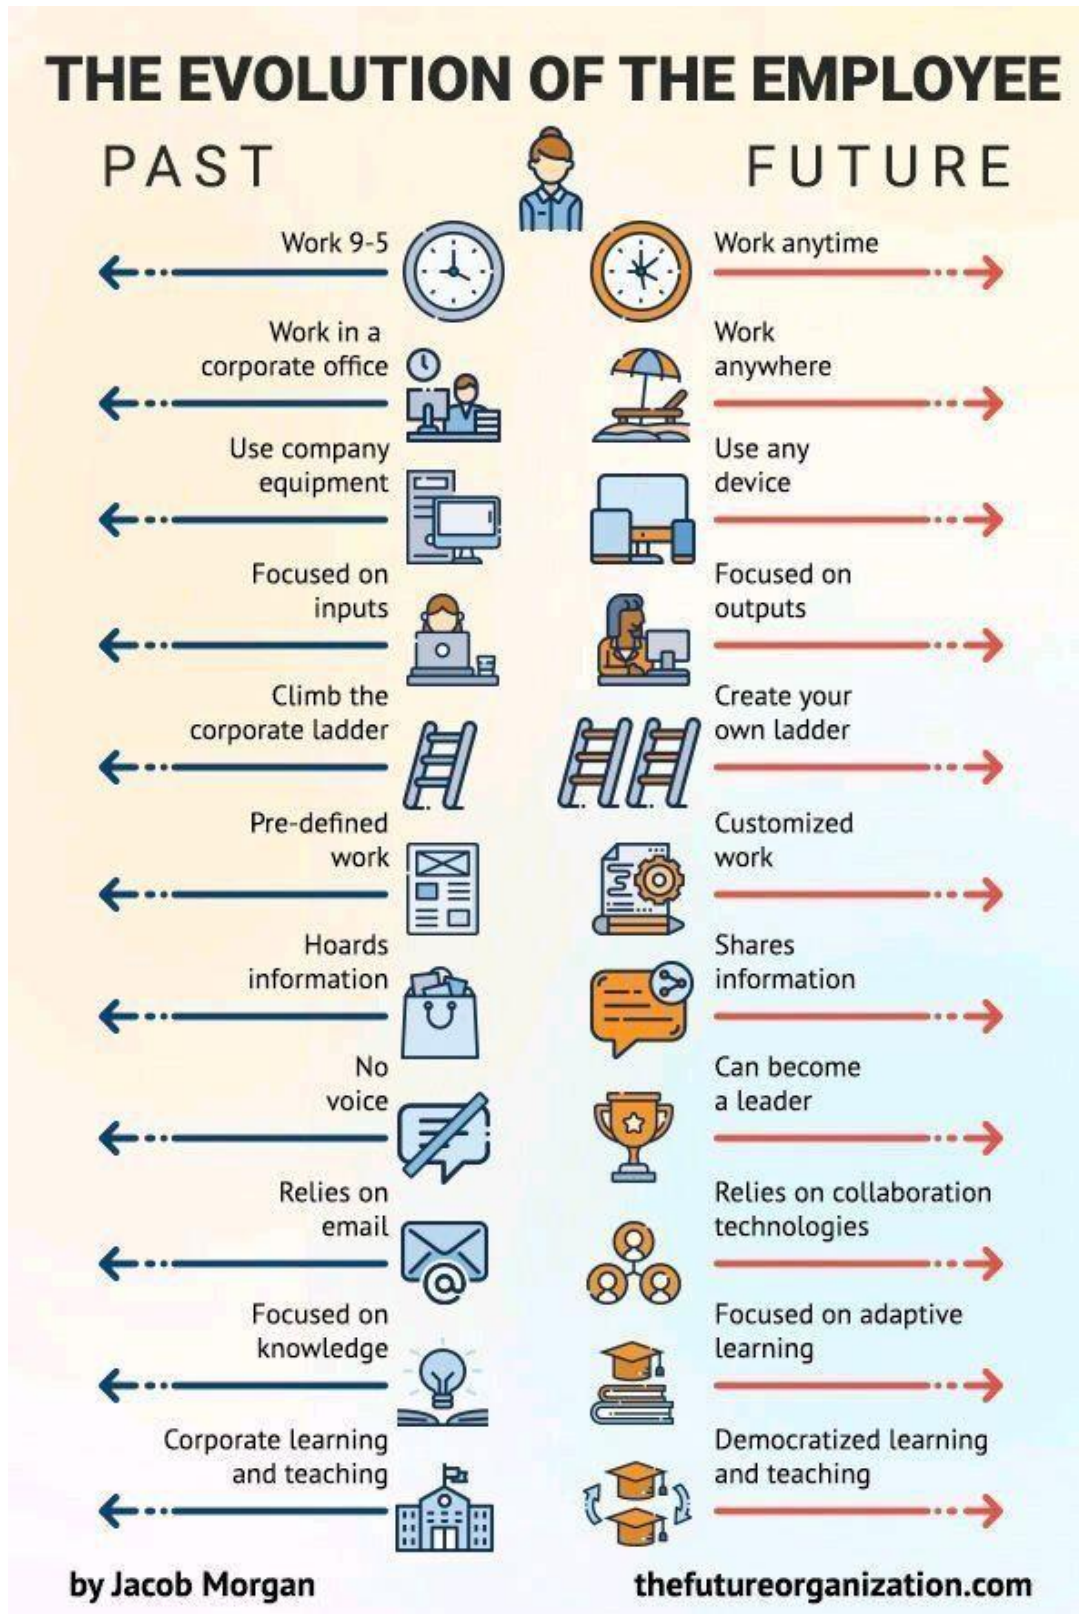 THE EVOLUTION OF THE EMPLOYEE
PAST
FUTURE
Work 9-5
Work anytime
Work in a
corporate office
Work
anywhere
Use company
equipment
Use any
device
Focused on
inputs
Focused on
outputs
Climb the
corporate ladder
Create your
own ladder
Pre-defined
work
Customized
work
Hoards
information
Shares
information
No
voice
Can become
a leader
Relies on
email
Relies on collaboration
technologies
Focused on
knowledge
Focused on adaptive
learning
Corporate learning
and teaching
Democratized learning
and teaching
by Jacob Morgan
thefutureorganization.com